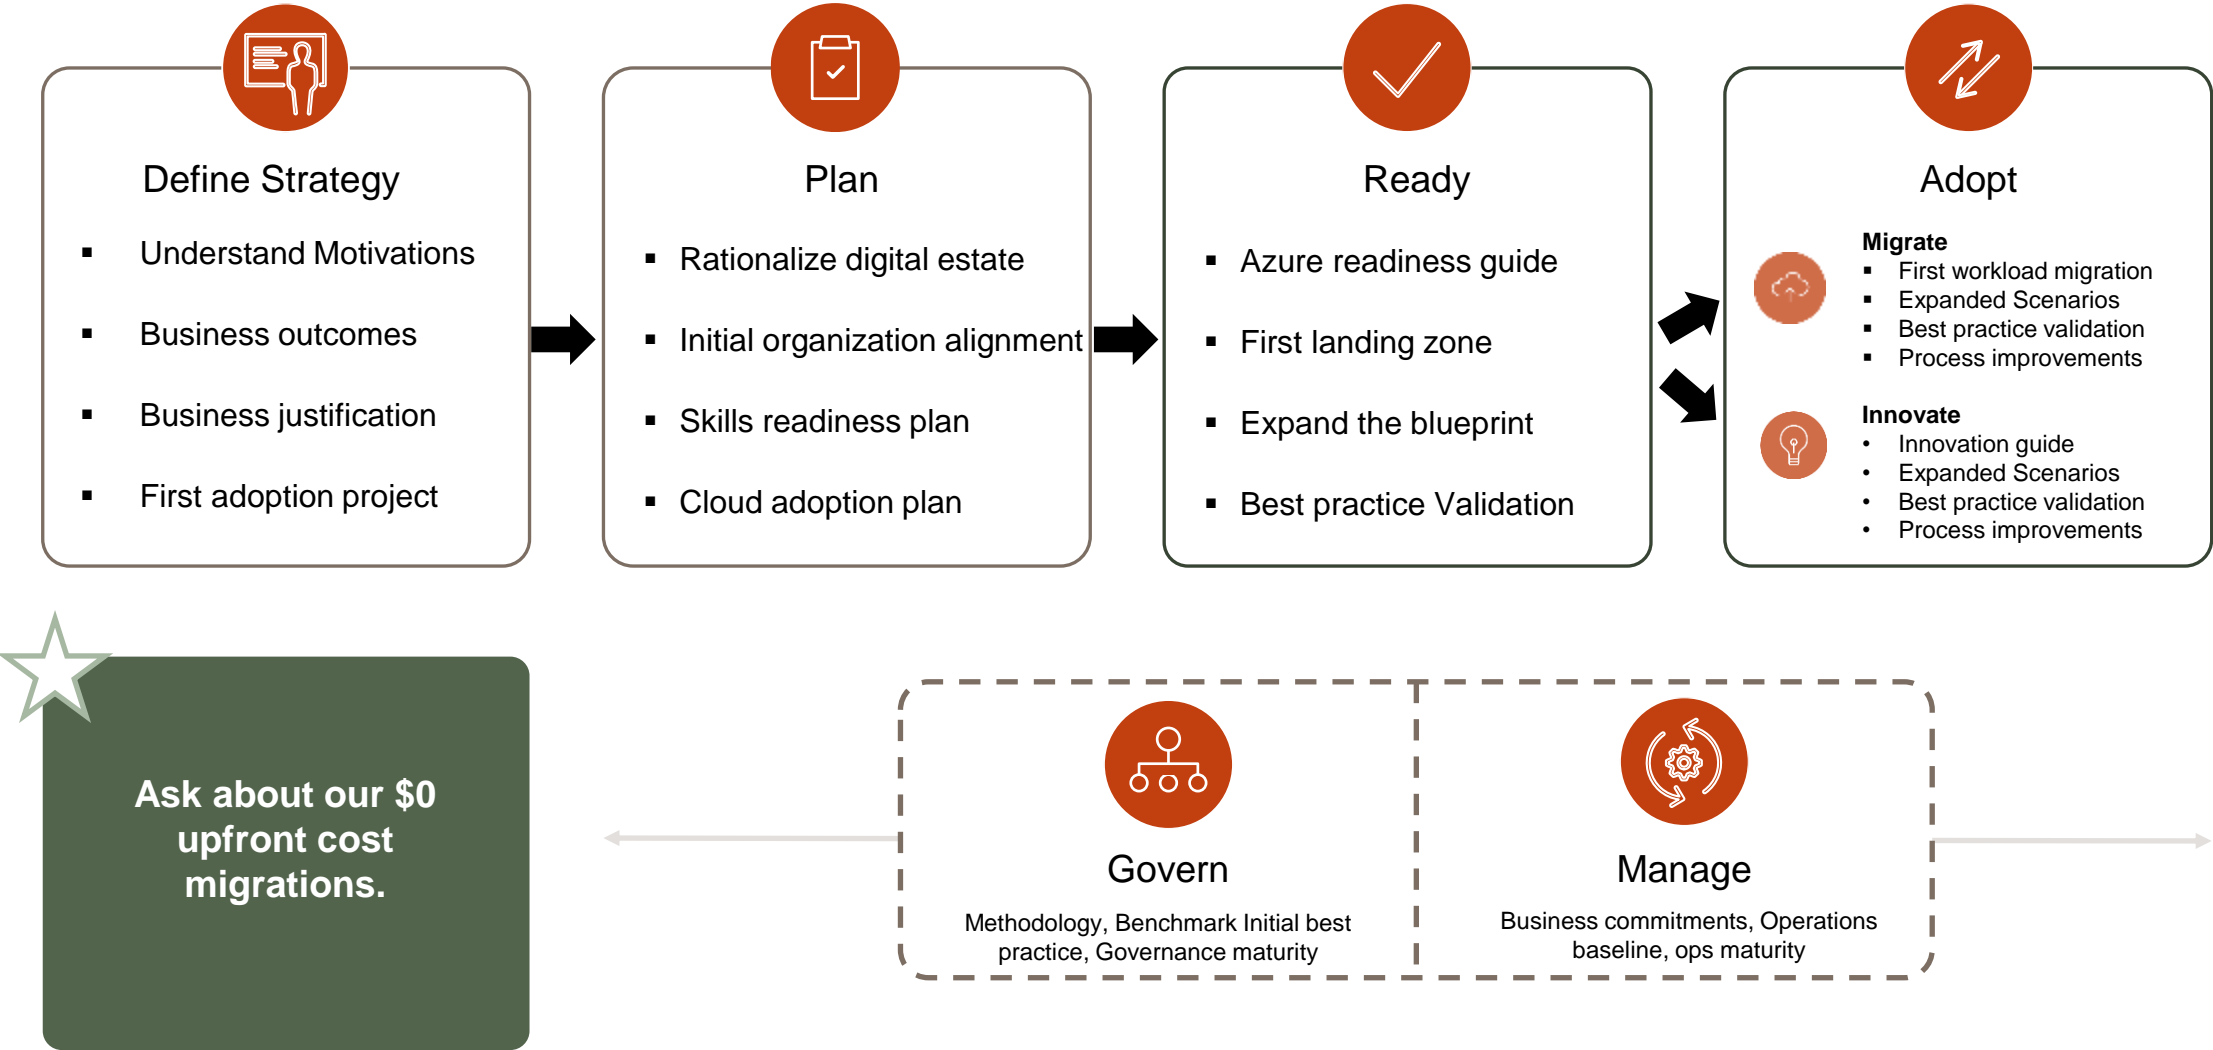 Define Strategy
Understand Motivations
Business outcomes
Business justification
First adoption project
Plan
Rationalize digital estate
Initial organization alignment
Skills readiness plan
Cloud adoption plan
Ready
Azure readiness guide
First landing zone
Expand the blueprint
Best practice Validation
Adopt
Migrate
First workload migration
Expanded Scenarios
Best practice validation
Process improvements
Innovate
Innovation guide
Expanded Scenarios
Best practice validation
Process improvements
Ask about our $0
upfront cost
migrations.
Govern
Methodology, Benchmark Initial best
practice, Governance maturity
Manage
Business commitments, Operations
baseline, ops maturity